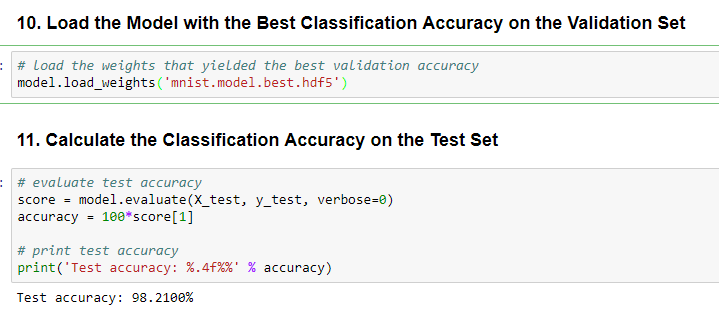 10. Load the Model with the Best Classification Accuracy on the Validation Set
: # load the weights that yielded the best validation accuracy
model.load_weights('mnist.model.best.hdf5')
11. Calculate the Classification Accuracy on the Test Set
: # evaluate test accuracy
score = model.evaluate(X_test, y_test, verbose=0)
accuracy = 100*score[1]
# print test accuracy
print('Test accuracy: %.4f%%' % accuracy)
Test accuracy: 98.2100%